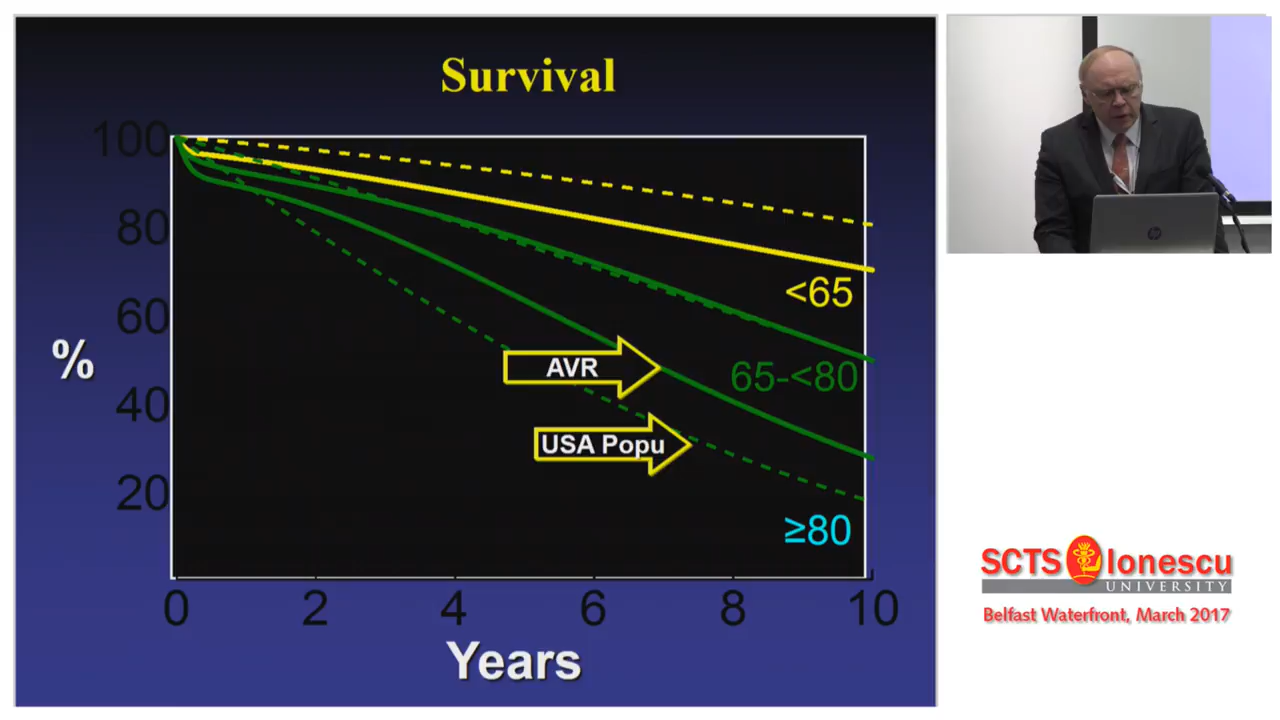 Survival
100
80
60
%
40
20
<65
65-<80
AVR
USA Popu
≥80
0 2 4 6 8 10
Years
SCTS Ionescu
UNIVERSITY
Belfast Waterfront, March 2017
hp